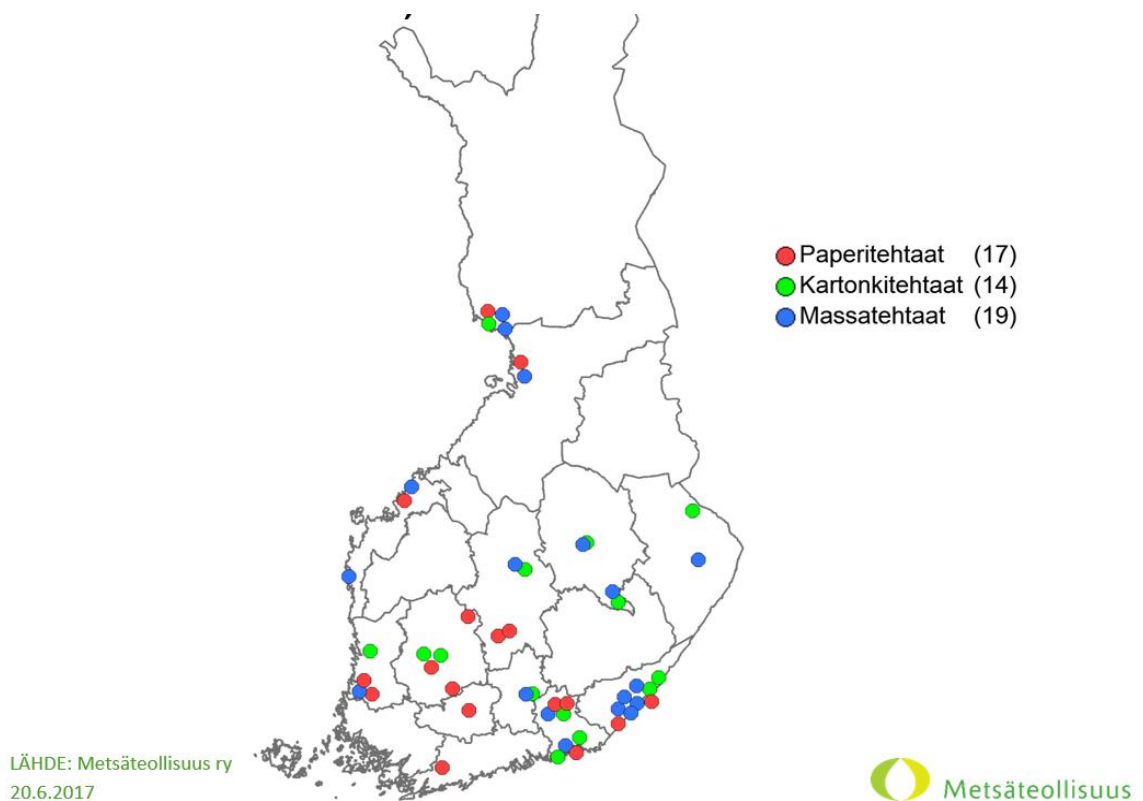 Paperitehtaat (17)
Kartonkitehtaat (14)
Massatehtaat (19)
LÄHDE: Metsäteollisuus ry
20.6.2017
Metsäteollisuus